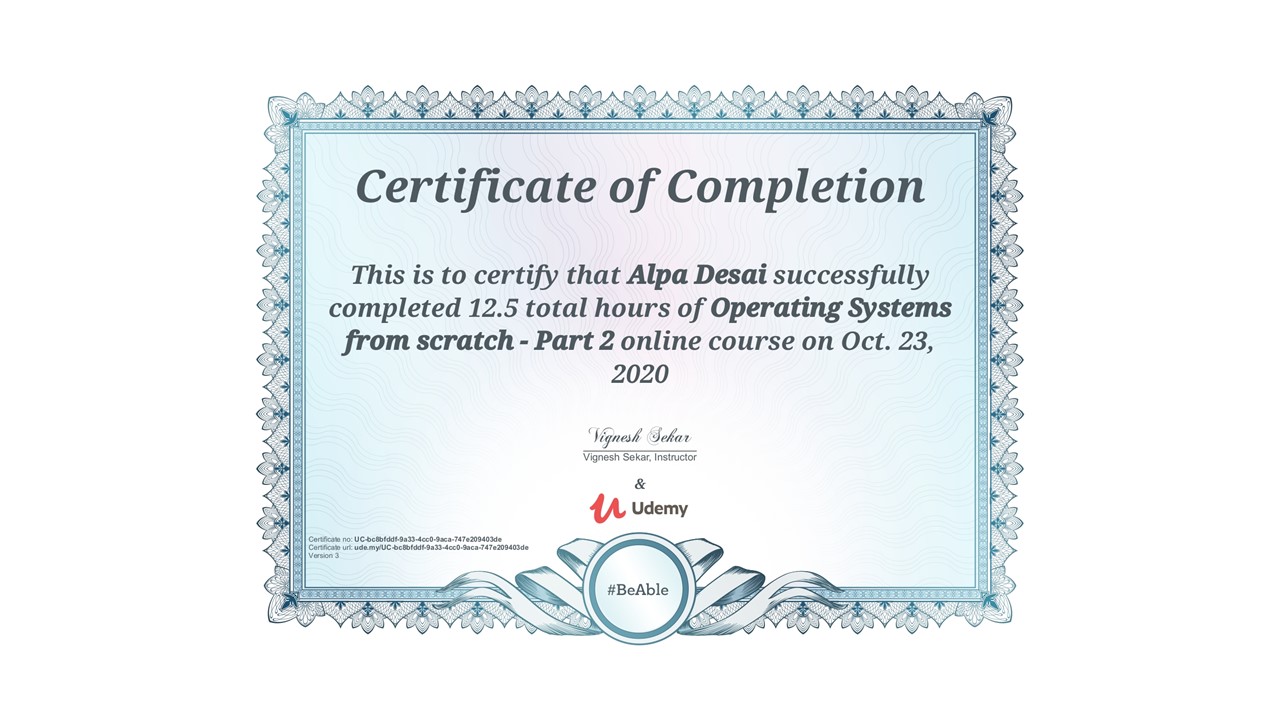 Certificate of Completion
This is to certify that Alpa Desai successfully
completed 12.5 total hours of Operating Systems
from scratch - Part 2 online course on Oct. 23,
2020
Vignesh Sekar
Vignesh Sekar, Instructor
&
Udemy
Certificate no: UC-bc8bfddf-9a33-4cc0-9aca-747e209403de
Certificate url: ude.my/UC-bc8bfddf-9a33-4cc0-9aca-747e209403de
Version 3
#BeAble